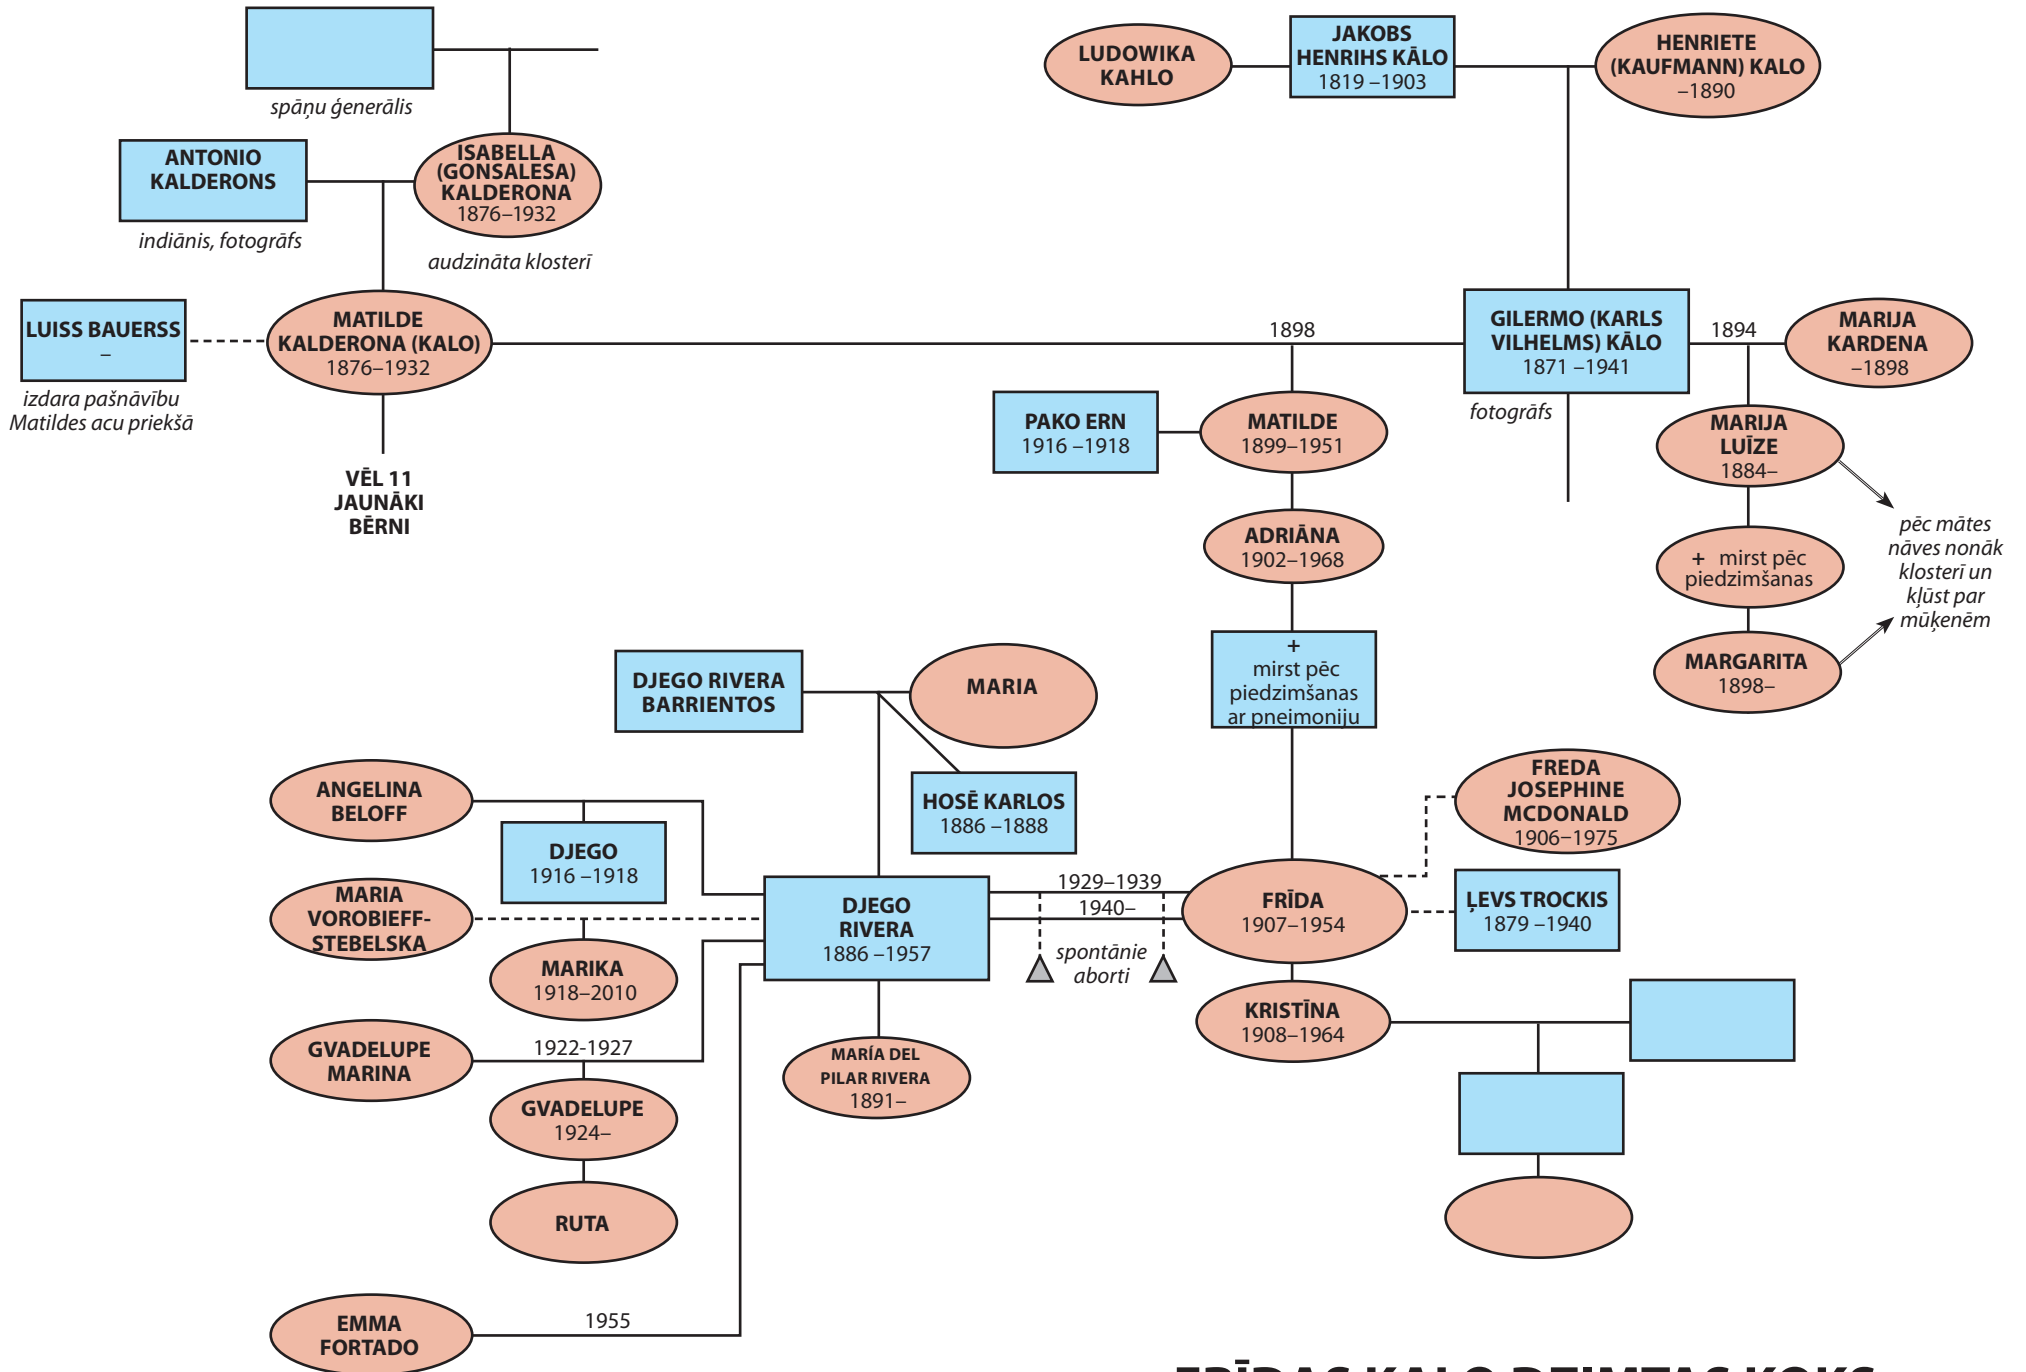 spāņu ģenerālis
ANTONIO
KALDERONS
indiānis, fotogrāfs
ISABELLA
(GONSALESA)
KALDERONA
1876–1932
audzināta klosterī
LUDOWIKA
KAHLO
JAKOBS
HENRIHS KĀLO
1819 –1903
HENRIETE
(KAUFMANN) KALO
–1890
LUISS BAUERSS
–
izdara pašnāvību
Matildes acu priekšā
MATILDE
KALDERONA (KALO)
1876–1932
VĒL 11
JAUNĀKI
BĒRNI
1898
GILERMO (KARLS
VILHELMS) KĀLO
1871 –1941
fotogrāfs
1894
MARIJA
KARDENA
–1898
PAKO ERN
1916 –1918
MATILDE
1899–1951
MARIJA
LUĪZE
1884–
ADRIĀNA
1902–1968
+ mirst pēc
piedzimšanas
pēc mātes
nāves nonāk
klosterī un
kļūst par
mūķenēm
MARGARITA
1898–
+
mirst pēc
piedzimšanas
ar pneimoniju
DJEGO RIVERA
BARRIENTOS
MARIA
HOSĒ KARLOS
1886 –1888
ANGELINA
BELOFF
DJEGO
1916 –1918
MARIA
VOROBIEFF-
STEBELSKA
MARIKA
1918–2010
DJEGO
RIVERA
1886 –1957
1929–1939
1940–
spontānie
aborti
FRĪDA
1907–1954
FREDA
JOSEPHINE
MCDONALD
1906–1975
ĻEVS TROCKIS
1879 –1940
KRISTĪNA
1908–1964
GVADELUPE
MARINA
1922-1927
GVADELUPE
1924–
RUTA
MARÍA DEL
PILAR RIVERA
1891–
EMMA
FORTADO
1955
FRĪDAS KALO DZIMTAS KOKS